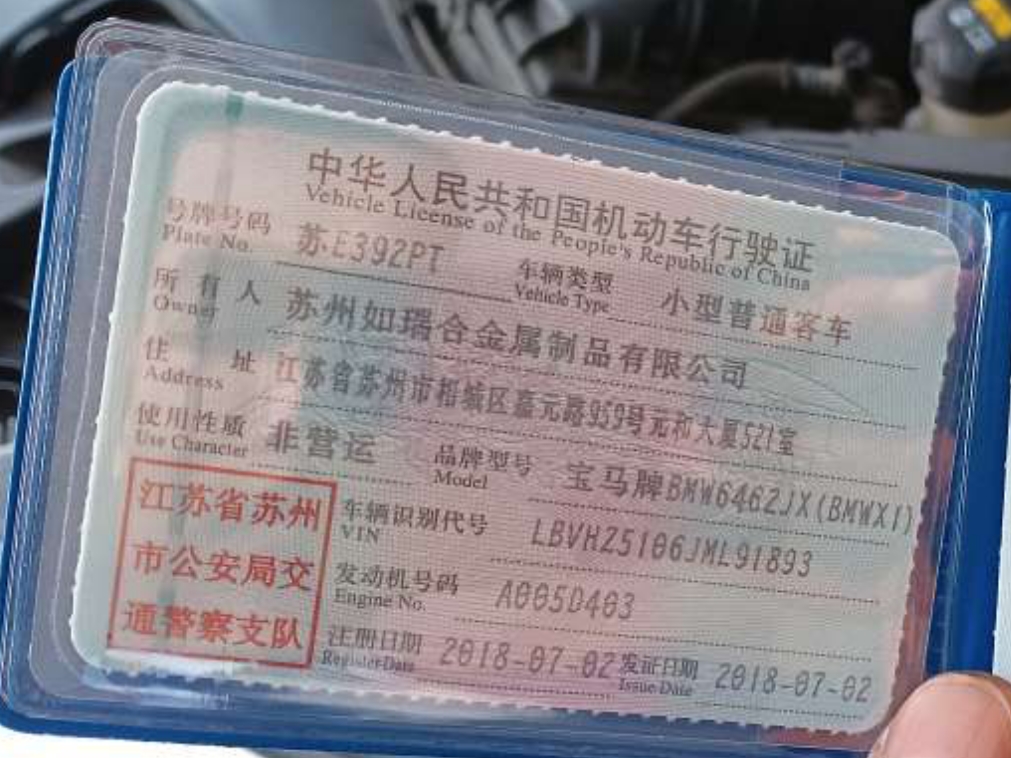 中华人民共和国机动车行驶证
Vehicle License of the People's Republic of China
号牌号码 苏E392PT 车辆类型 小型普通客车
Plate No. Vehicle Type
所有人 苏州如瑞合金属制品有限公司
Owner
住址 江苏省苏州市相城区嘉元路959号元和大厦521室
Address
使用性质 非营运 品牌型号 宝马牌BMW6462JX(BMWX1)
Use Character Model
江苏省苏州
市公安局交
通警察支队
车辆识别代号 LBVHZ5106JML91893
VIN
发动机号码 A005D403
Engine No.
注册日期 2018-07-02 发证日期 2018-07-02
Register Date Issue Date